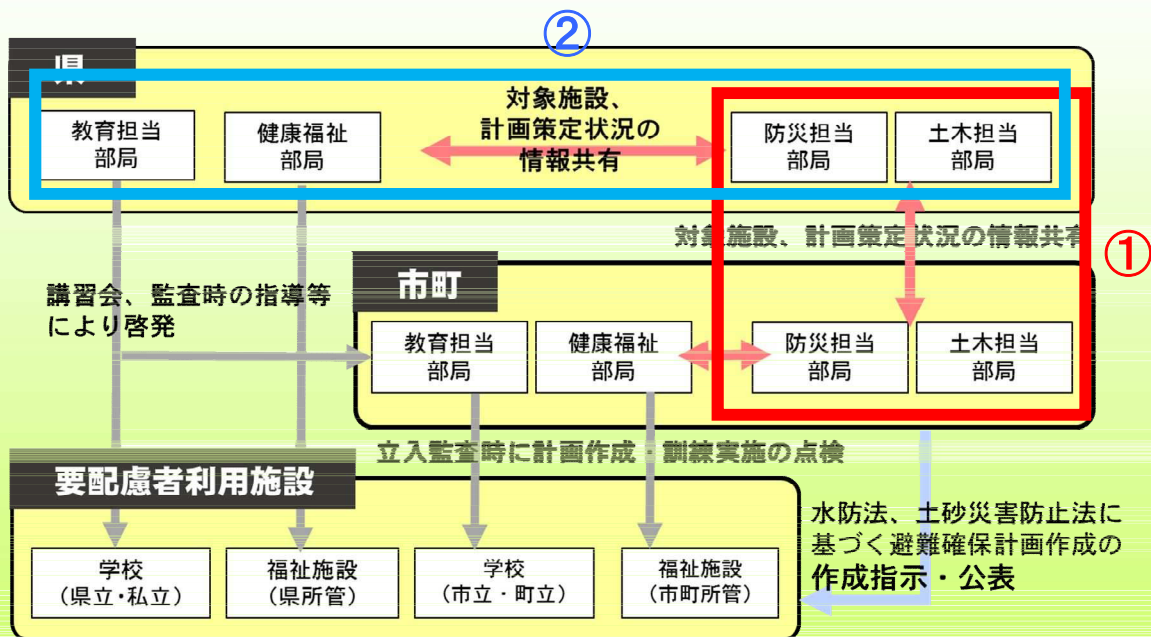 ②
県
教育担当
部局
健康福祉
部局
対象施設、
計画策定状況の
情報共有
防災担当
部局
土木担当
部局
対象施設、計画策定状況の情報共有
①
市町
講習会、監査時の指導等
により啓発
教育担当
部局
健康福祉
部局
防災担当
部局
土木担当
部局
立入監査時に計画作成・訓練実施の点検
要配慮者利用施設
水防法、土砂災害防止法に
基づく避難確保計画作成の
作成指示・公表
学校
（県立・私立）
福祉施設
（県所管）
学校
（市立・町立）
福祉施設
（市町所管）